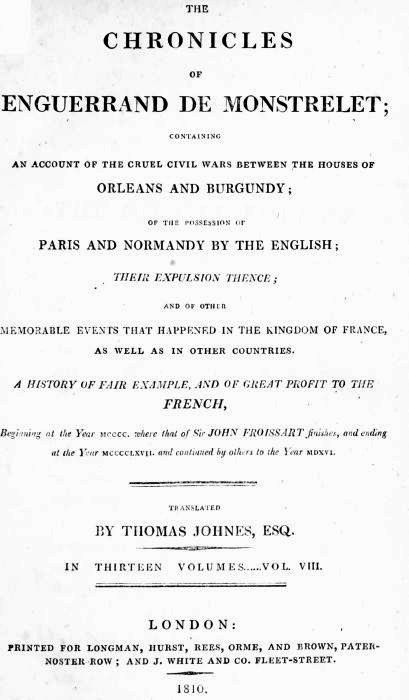 THE
CHRONICLES
OF
ENGUERRAND DE MONSTRELET;
CONTAINING
AN ACCOUNT OF THE CRUEL CIVIL WARS BETWEEN THE HOUSES OF
ORLEANS AND BURGUNDY;
OF THE POSSESSION OF
PARIS AND NORMANDY BY THE ENGLISH;
THEIR EXPULSION THENCE;
AND OF OTHER
MEMORABLE EVENTS THAT HAPPENED IN THE KINGDOM OF FRANCE,
AS WELL AS IN OTHER COUNTRIES.
A HISTORY OF FAIR EXAMPLE, AND OF GREAT PROFIT TO THE
FRENCH,
Beginning at the Year MCCCC. where that of Sir JOHN FROISSART finishes, and ending
at the Year MCCCCLXVII. and continued by others to the Year MDXVI.
TRANSLATED
BY THOMAS JOHNES, ESQ.
IN THIRTEEN VOLUMES.....VOL. VIII.
LONDON:
PRINTED FOR LONGMAN, HURST, REES, ORME, AND BROWN, PATER-
NOSTER ROW; AND J. WHITE AND CO. FLEET-STREET.
1810.